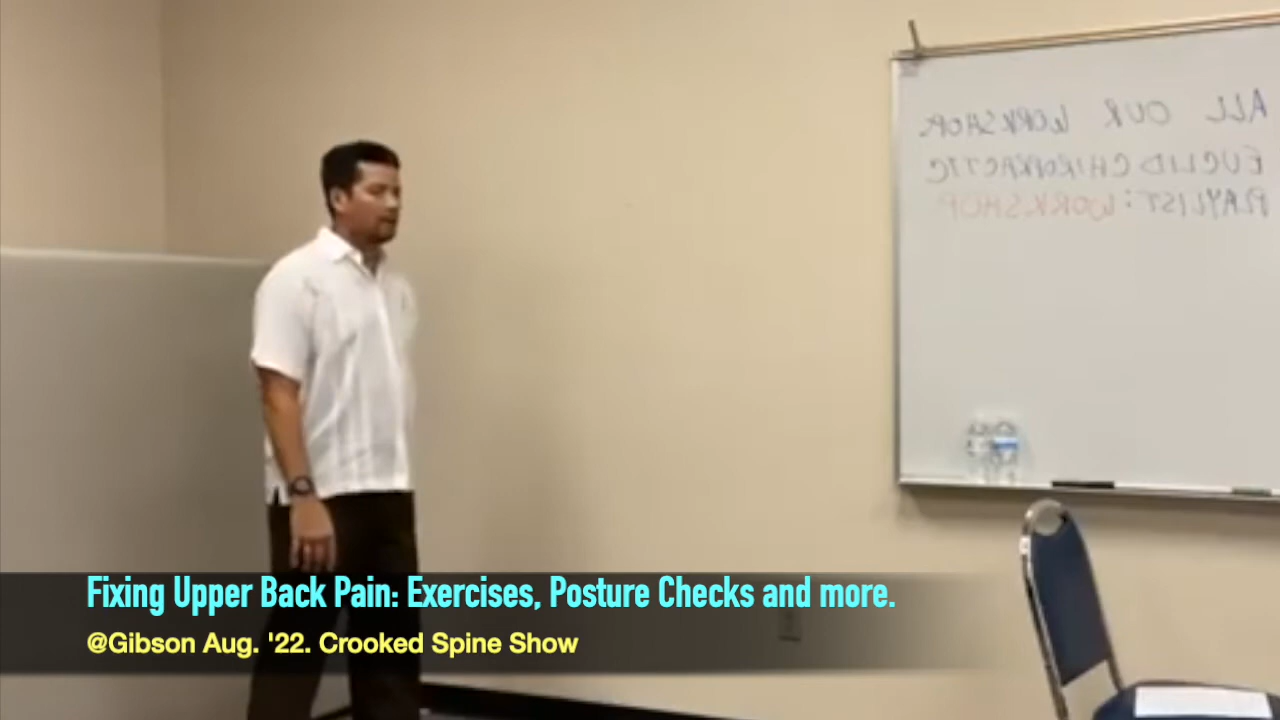 ALL OUR WORKSHOP
EUCLID CHIROPRACTIC
PLAYLIST: WORKSHOP
Fixing Upper Back Pain: Exercises, Posture Checks and more.
@Gibson Aug. '22. Crooked Spine Show